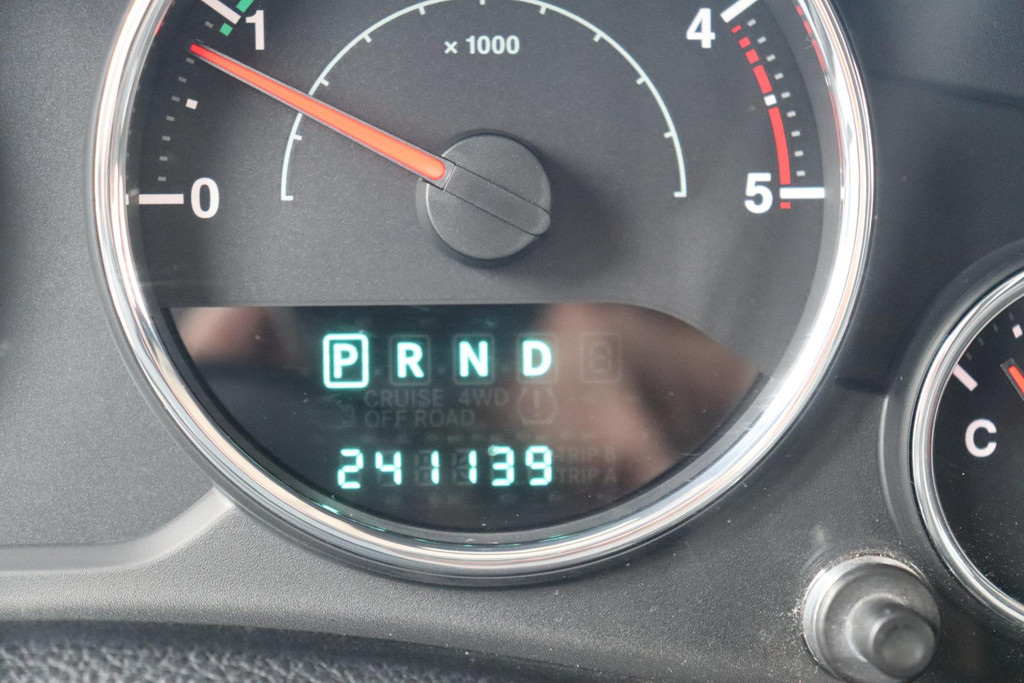 1
4
× 1000
0
5
P R N D E
CRUISE 4WD
OFF ROAD
C
241139
TRIP B
TRIP A